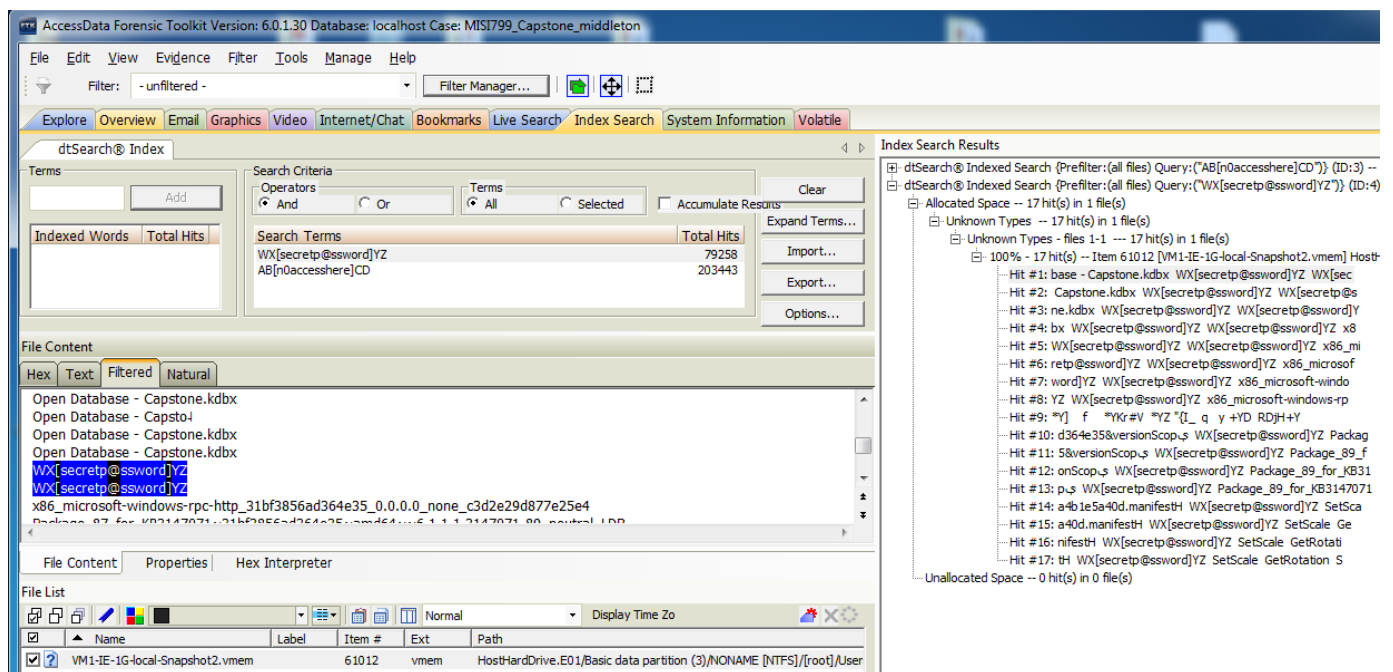 AccessData Forensic Toolkit Version: 6.0.1.30 Database: localhost Case: MISI799_Capstone_middleton
File Edit View Evidence Filter Tools Manage Help
Filter: - unfiltered - Filter Manager...
Explore Overview Email Graphics Video Internet/Chat Bookmarks Live Search Index Search System Information Volatile
dtSearch® Index
Terms
Add
Indexed Words Total Hits
Search Criteria
Operators
And Or
Terms
All Selected
Accumulate Results
Search Terms Total Hits
WX[secretp@ssword]YZ 79258
AB[n0accesshere]CD 203443
Clear
Expand Terms...
Import...
Export...
Options...
File Content
Hex Text Filtered Natural
Open Database - Capstone.kdbx
Open Database - Capsto
Open Database - Capstone.kdbx
Open Database - Capstone.kdbx
WX[secretp@ssword]YZ
WX[secretp@ssword]YZ
x86_microsoft-windows-rpc-http_31bf3856ad364e35_0.0.0.0_none_c3d2e29d877e25e4
File Content Properties Hex Interpreter
File List
Normal Display Time Zo
Name Label Item # Ext Path
VM1-IE-1G-local-Snapshot2.vmem 61012 vmem HostHardDrive.E01/Basic data partition (3)/NONAME [NTFS]/[root]/User
Index Search Results
dtSearch® Indexed Search {Prefilter:(all files) Query:("AB[n0accesshere]CD")} (ID:3) --
dtSearch® Indexed Search {Prefilter:(all files) Query:("WX[secretp@ssword]YZ")} (ID:4)
Allocated Space -- 17 hit(s) in 1 file(s)
Unknown Types -- 17 hit(s) in 1 file(s)
Unknown Types - files 1-1 --- 17 hit(s) in 1 file(s)
100% - 17 hit(s) -- Item 61012 [VM1-IE-1G-local-Snapshot2.vmem] HostH
Hit #1: base - Capstone.kdbx WX[secretp@ssword]YZ WX[sec
Hit #2: Capstone.kdbx WX[secretp@ssword]YZ WX[secretp@s
Hit #3: ne.kdbx WX[secretp@ssword]YZ WX[secretp@ssword]Y
Hit #4: bx WX[secretp@ssword]YZ WX[secretp@ssword]YZ x8
Hit #5: WX[secretp@ssword]YZ WX[secretp@ssword]YZ x86_mi
Hit #6: retp@ssword]YZ WX[secretp@ssword]YZ x86_microsof
Hit #7: word]YZ WX[secretp@ssword]YZ x86_microsoft-windo
Hit #8: YZ WX[secretp@ssword]YZ x86_microsoft-windows-rp
Hit #9: *Y] f *YKr#V *YZ "{I_ q y +YD RDjH+Y
Hit #10: d364e35&versionScopي WX[secretp@ssword]YZ Packag
Hit #11: 5&versionScopي WX[secretp@ssword]YZ Package_89_f
Hit #12: onScopي WX[secretp@ssword]YZ Package_89_for_KB31
Hit #13: pي WX[secretp@ssword]YZ Package_89_for_KB3147071
Hit #14: a4b1e5a40d.manifestH WX[secretp@ssword]YZ SetSca
Hit #15: a40d.manifestH WX[secretp@ssword]YZ SetScale Ge
Hit #16: nifestH WX[secretp@ssword]YZ SetScale GetRotati
Hit #17: tH WX[secretp@ssword]YZ SetScale GetRotation S
Unallocated Space -- 0 hit(s) in 0 file(s)